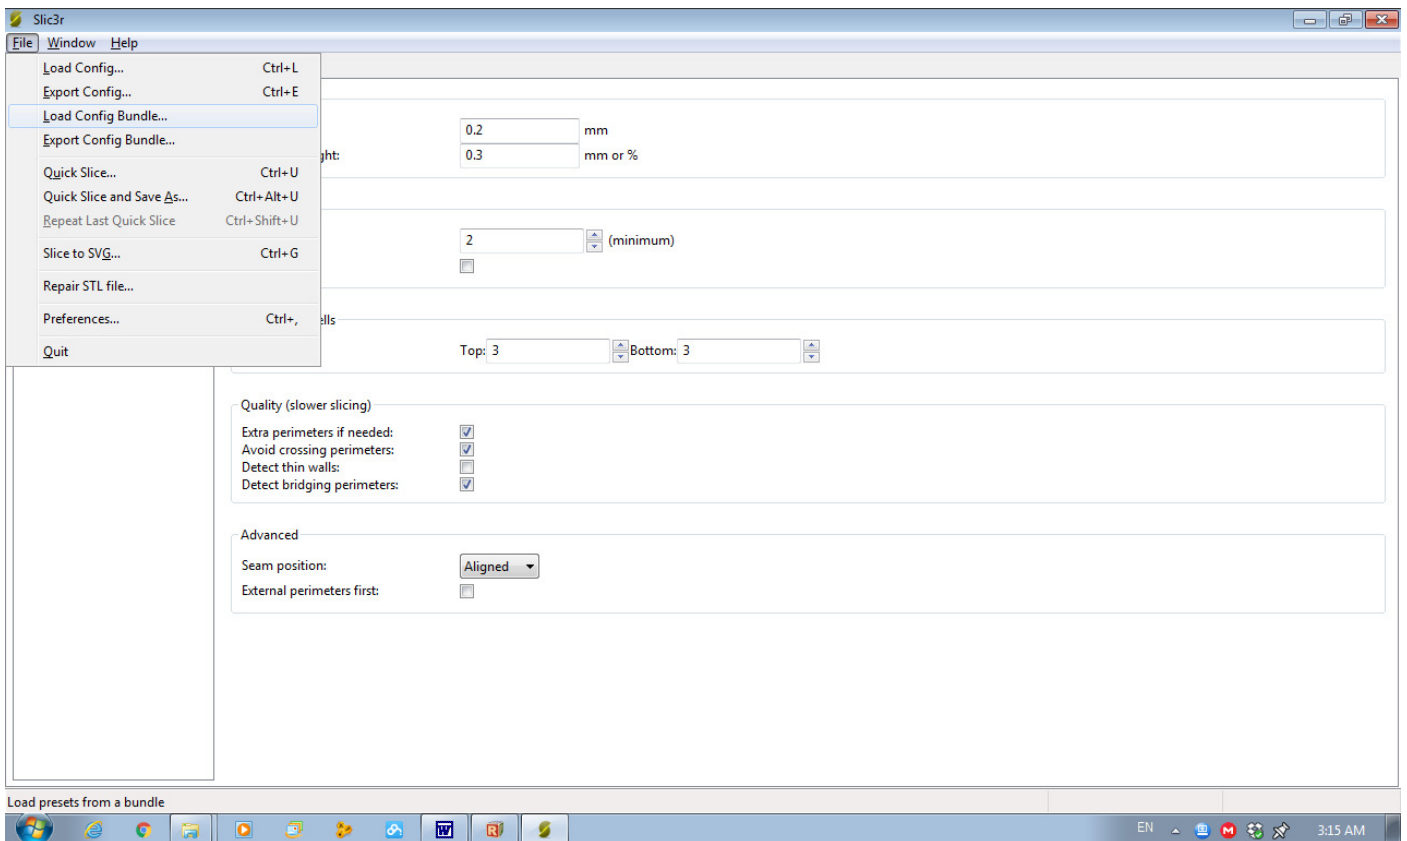 Slic3r
File Window Help
Load Config... Ctrl+L
Export Config... Ctrl+E
Load Config Bundle...
Export Config Bundle...
Quick Slice... Ctrl+U
Quick Slice and Save As... Ctrl+Alt+U
Repeat Last Quick Slice Ctrl+Shift+U
Slice to SVG... Ctrl+G
Repair STL file...
Preferences... Ctrl+,
Quit
0.2 mm
ght: 0.3 mm or %
2 (minimum)
ells
Top: 3 Bottom: 3
Quality (slower slicing)
Extra perimeters if needed:
Avoid crossing perimeters:
Detect thin walls:
Detect bridging perimeters:
Advanced
Seam position: Aligned
External perimeters first:
Load presets from a bundle
EN 3:15 AM